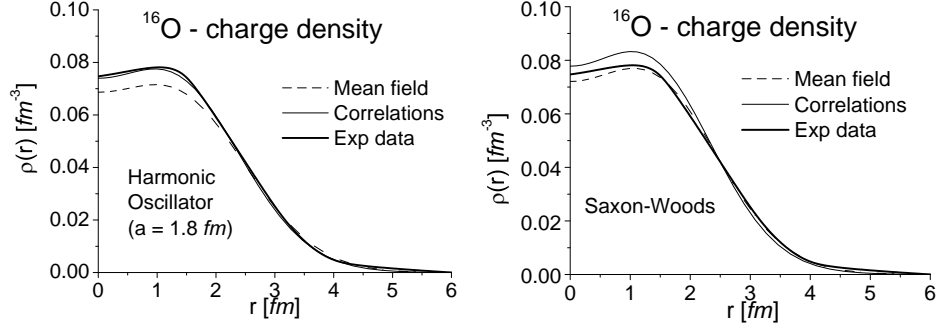 ¹⁶O - charge density
0.10
0.08
0.06
0.04
0.02
0.00
ρ(r) [fm⁻³]
Mean field
Correlations
Exp data
Harmonic
Oscillator
(a = 1.8 fm)
0 1 2 3 4 5 6
r [fm]
¹⁶O - charge density
0.10
0.08
0.06
0.04
0.02
0.00
ρ(r) [fm⁻³]
Mean field
Correlations
Exp data
Saxon-Woods
0 1 2 3 4 5 6
r [fm]